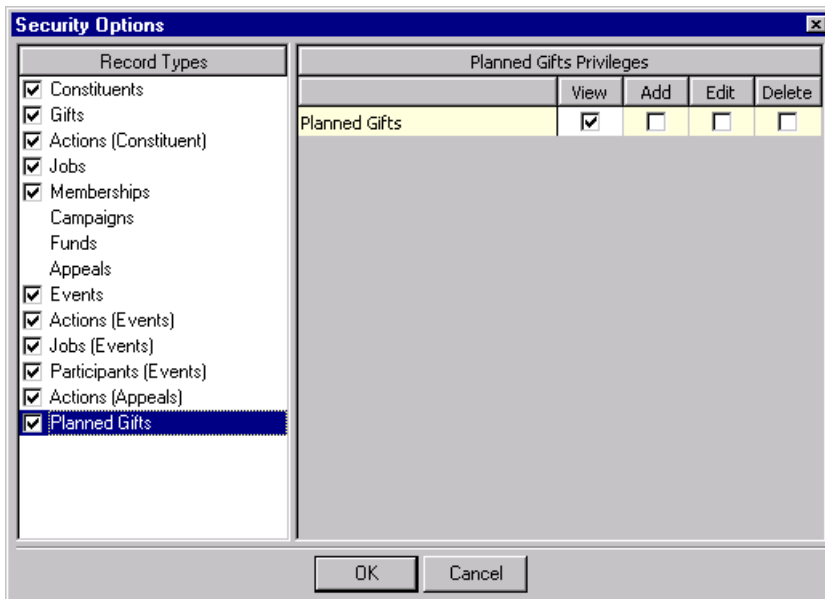 Security Options
Record Types
Constituents
Gifts
Actions (Constituent)
Jobs
Memberships
Campaigns
Funds
Appeals
Events
Actions (Events)
Jobs (Events)
Participants (Events)
Actions (Appeals)
Planned Gifts
Planned Gifts Privileges
View Add Edit Delete
Planned Gifts
OK Cancel